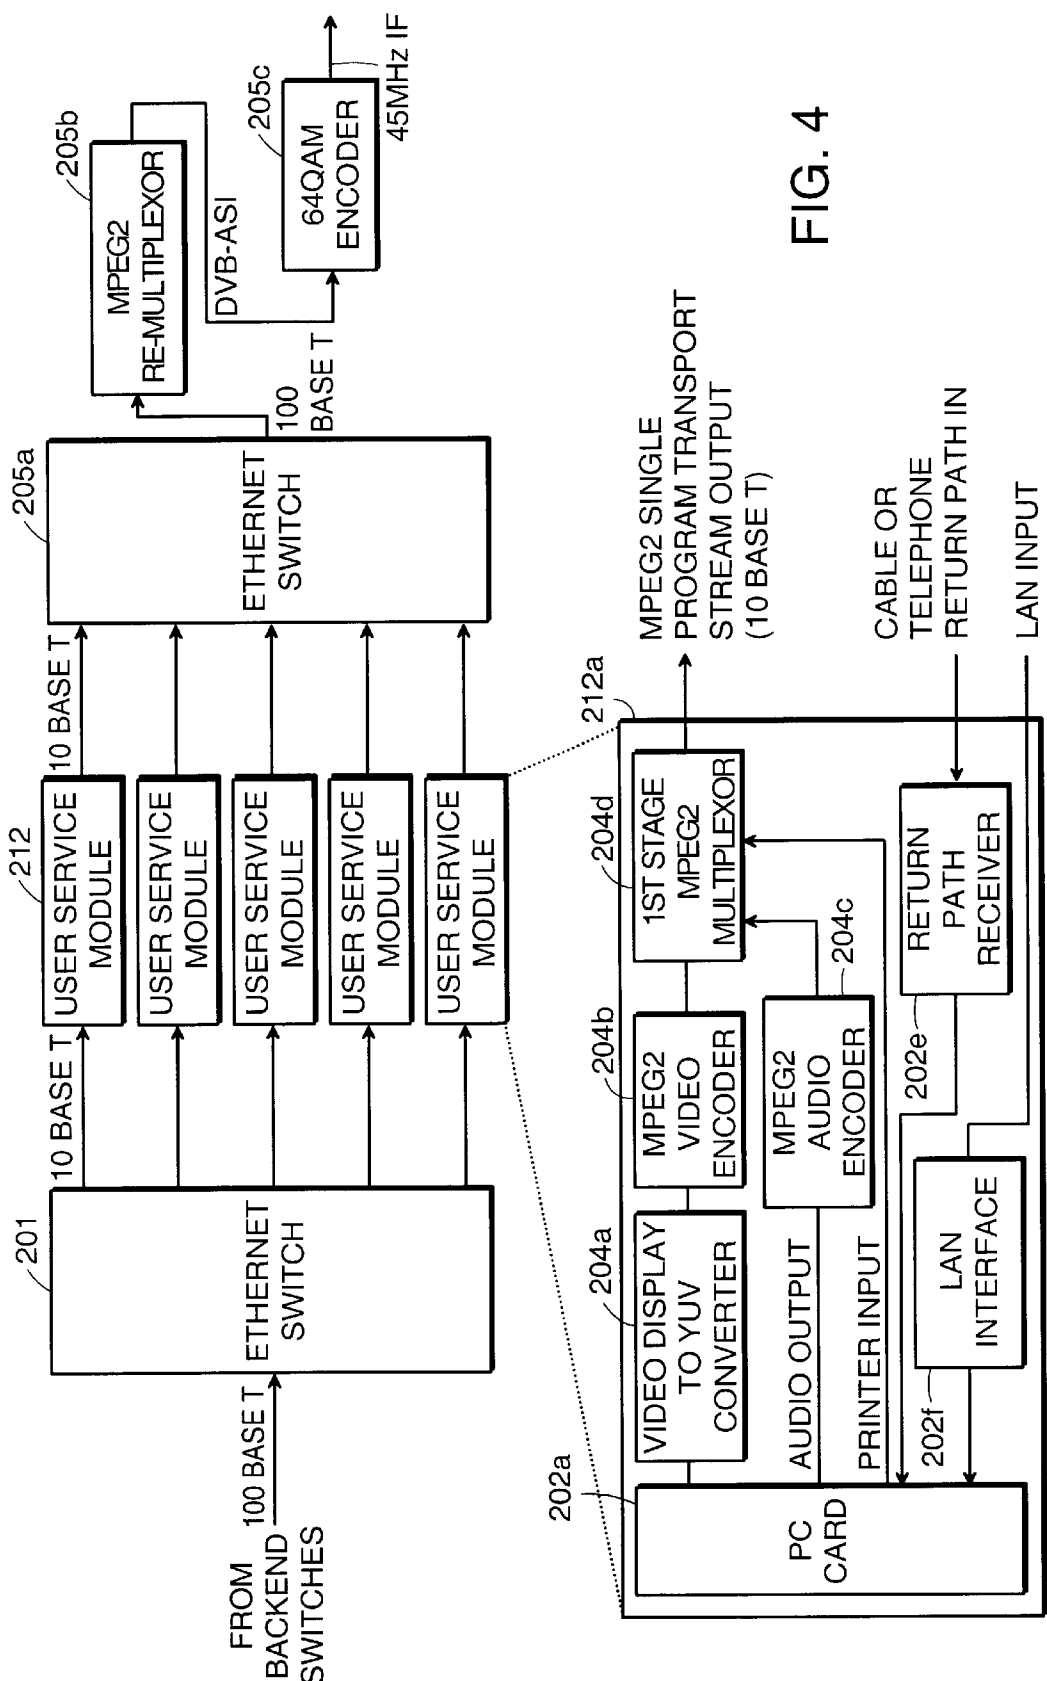 FROM
BACKEND
SWITCHES
100 BASE T
201
ETHERNET
SWITCH
10 BASE T
212
USER SERVICE
MODULE
USER SERVICE
MODULE
USER SERVICE
MODULE
USER SERVICE
MODULE
USER SERVICE
MODULE
10 BASE T
205a
ETHERNET
SWITCH
100
BASE T
205b
MPEG2
RE-MULTIPLEXOR
DVB-ASI
205c
64QAM
ENCODER
45MHz IF
212a
202a
PC
CARD
204a
VIDEO DISPLAY
TO YUV
CONVERTER
204b
MPEG2
VIDEO
ENCODER
204d
1ST STAGE
MPEG2
MULTIPLEXOR
MPEG2 SINGLE
PROGRAM TRANSPORT
STREAM OUTPUT
(10 BASE T)
AUDIO OUTPUT
MPEG2
AUDIO
ENCODER
204c
PRINTER INPUT
202e
RETURN
PATH
RECEIVER
CABLE OR
TELEPHONE
RETURN PATH IN
202f
LAN
INTERFACE
LAN INPUT
FIG. 4